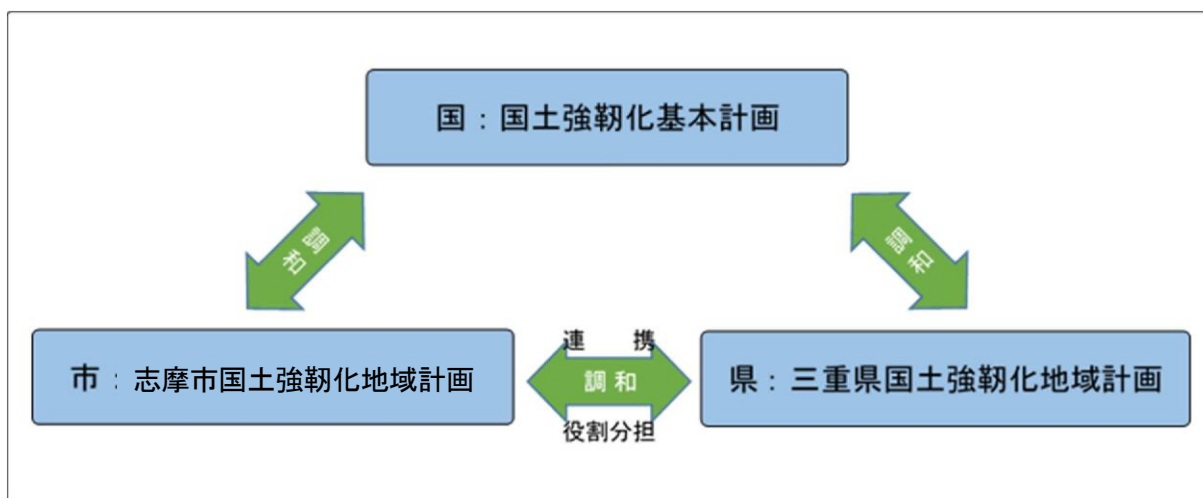 国：国土強靭化基本計画
調和
調和
市：志摩市国土強靭化地域計画
連　携
調 和
役割分担
県：三重県国土強靭化地域計画